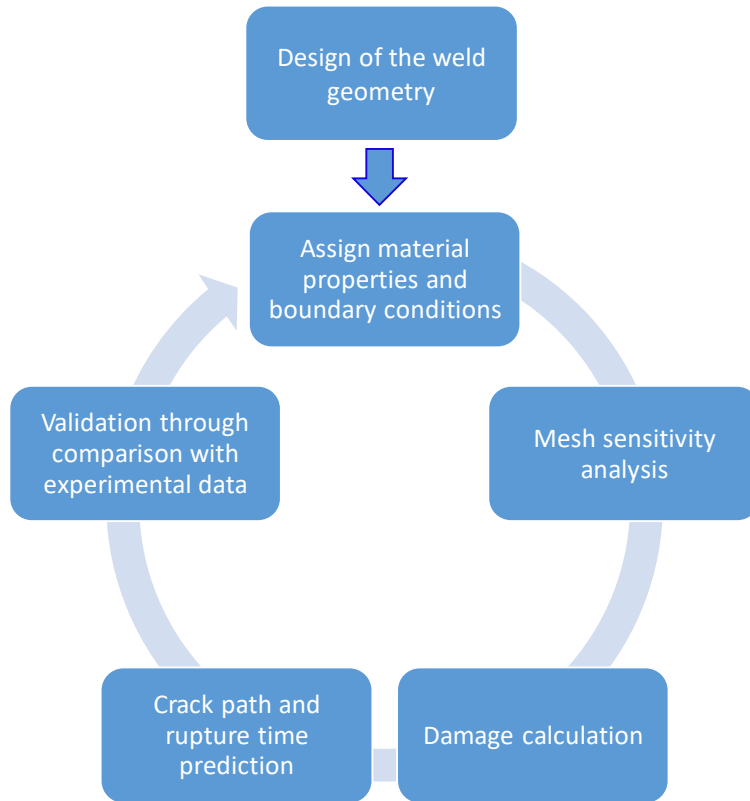 Design of the weld
geometry
Assign material
properties and
boundary conditions
Mesh sensitivity
analysis
Damage calculation
Crack path and
rupture time
prediction
Validation through
comparison with
experimental data